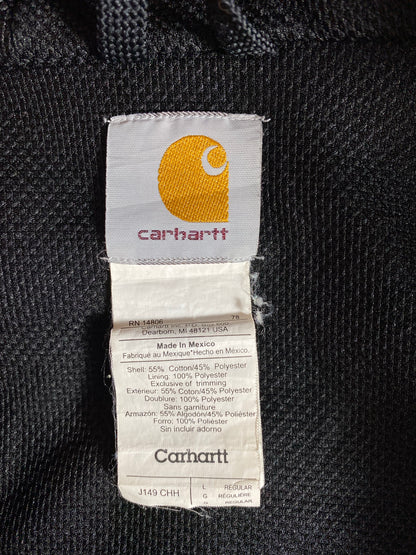 carhartt
RN 14806 78
Dearborn, MI 48121 USA
Made In Mexico
Fabriqué au Mexique*Hecho en México.
Shell: 55% Cotton/45% Polyester
Lining: 100% Polyester
Exclusive of trimming
Extérieur: 55% Coton/45% Polyester
Doublure: 100% Polyester
Sans garniture
Armazón: 55% Algodón/45% Poliéster
Forro: 100% Poliéster
Sin incluir adorno
Carhartt
J149 CHH L REGULAR
G RÉGULIÈRE
REGULAR